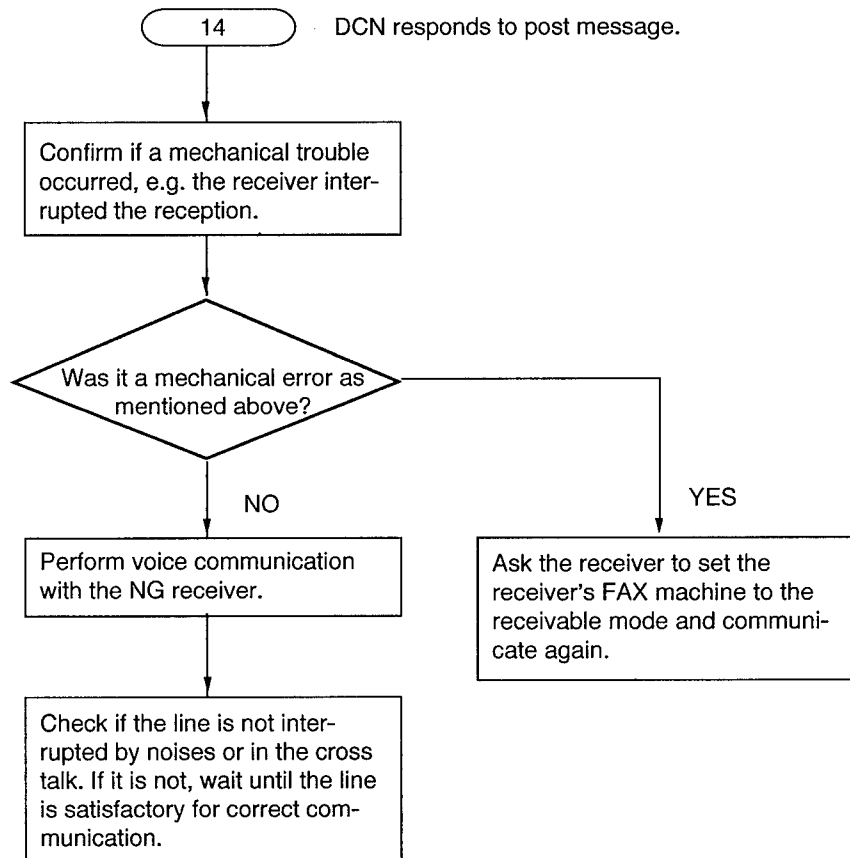 14
DCN responds to post message.
Confirm if a mechanical trouble
occurred, e.g. the receiver inter-
rupted the reception.
Was it a mechanical error as
mentioned above?
NO
YES
Perform voice communication
with the NG receiver.
Ask the receiver to set the
receiver's FAX machine to the
receivable mode and communi-
cate again.
Check if the line is not inter-
rupted by noises or in the cross
talk. If it is not, wait until the line
is satisfactory for correct com-
munication.